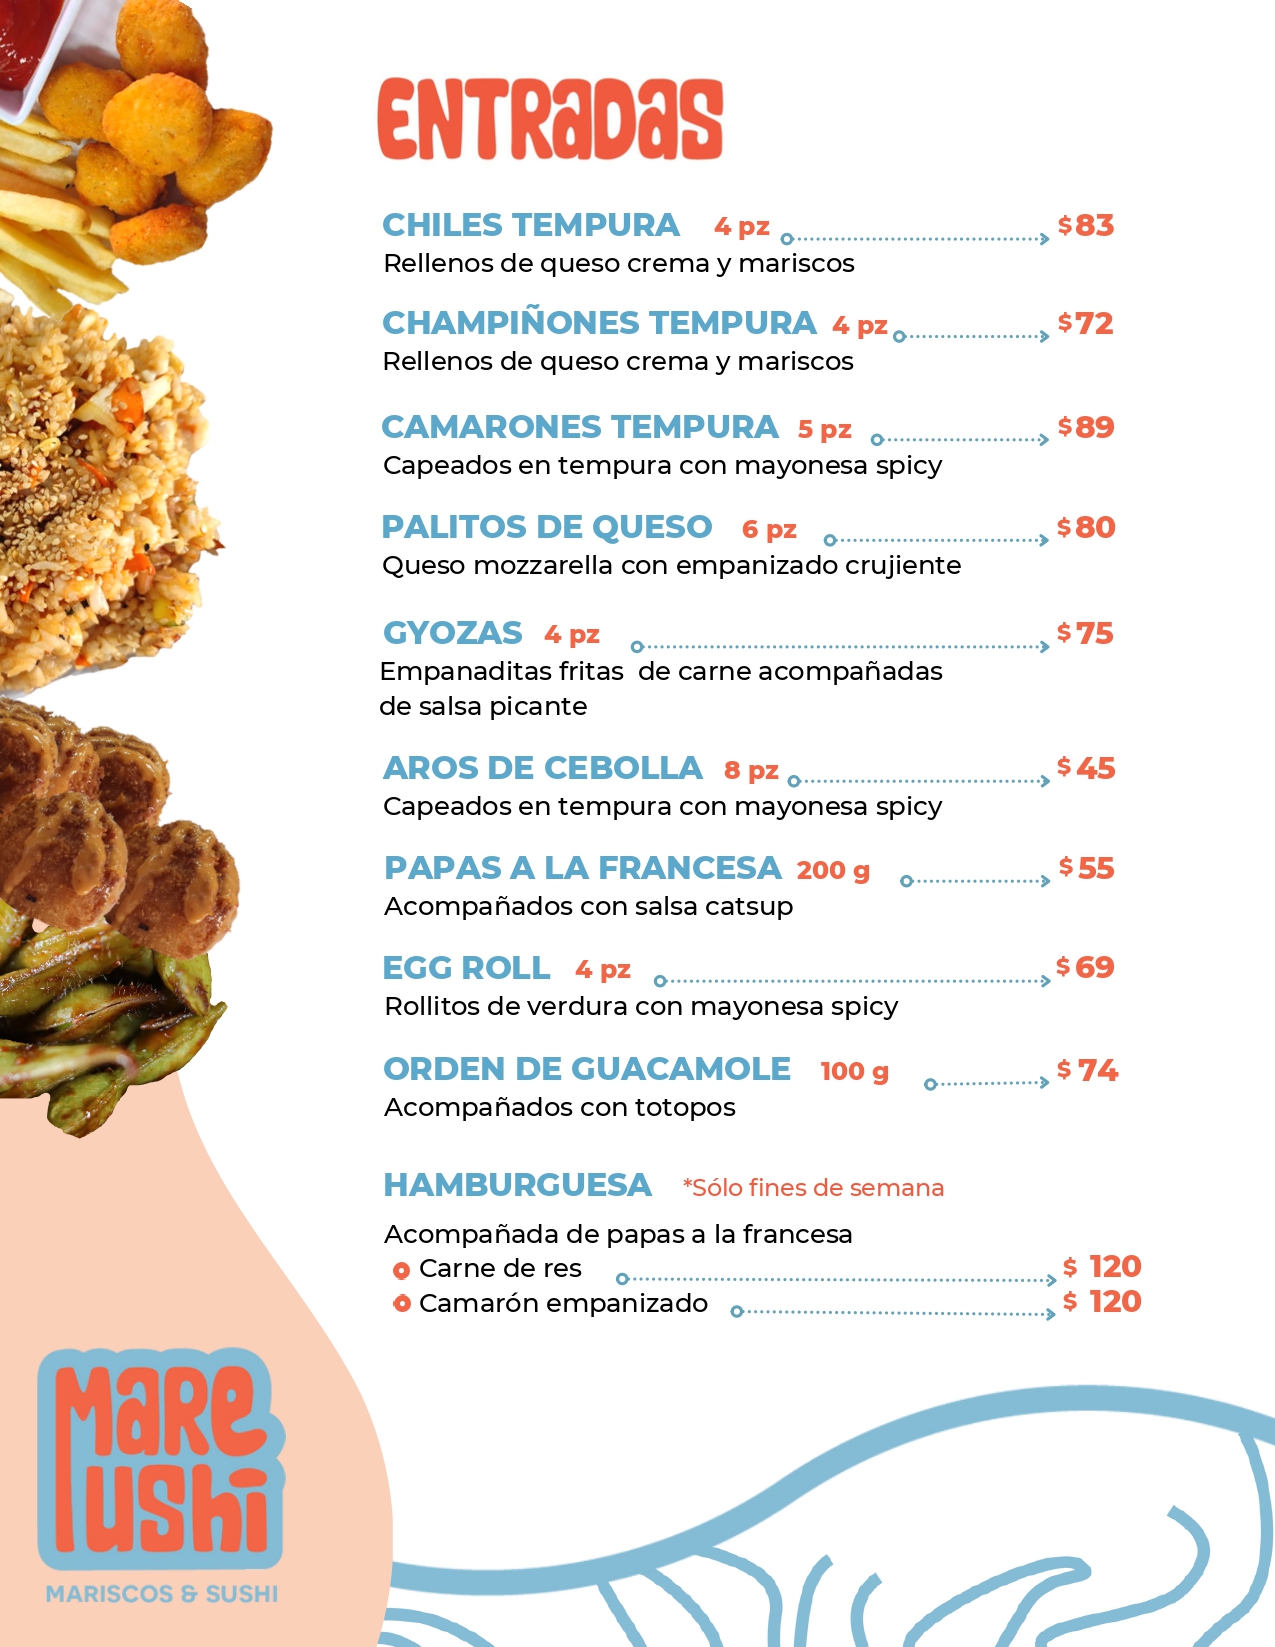 ENTRADAS
CHILES TEMPURA 4 pz $83
Rellenos de queso crema y mariscos
CHAMPIÑONES TEMPURA 4 pz $72
Rellenos de queso crema y mariscos
CAMARONES TEMPURA 5 pz $89
Capeados en tempura con mayonesa spicy
PALITOS DE QUESO 6 pz $80
Queso mozzarella con empanizado crujiente
GYOZAS 4 pz $75
Empanaditas fritas de carne acompañadas
de salsa picante
AROS DE CEBOLLA 8 pz $45
Capeados en tempura con mayonesa spicy
PAPAS A LA FRANCESA 200 g $55
Acompañados con salsa catsup
EGG ROLL 4 pz $69
Rollitos de verdura con mayonesa spicy
ORDEN DE GUACAMOLE 100 g $74
Acompañados con totopos
HAMBURGUESA *Sólo fines de semana
Acompañada de papas a la francesa
Carne de res $ 120
Camarón empanizado $ 120
Mare
ushi
MARISCOS & SUSHI